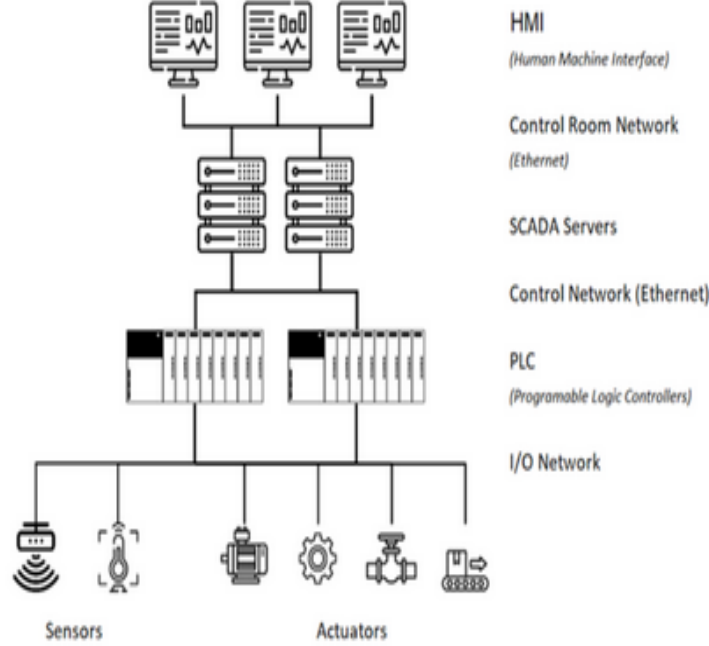 HMI
(Human Machine Interface)
Control Room Network
(Ethernet)
SCADA Servers
Control Network (Ethernet)
PLC
(Programable Logic Controllers)
I/O Network
Sensors
Actuators